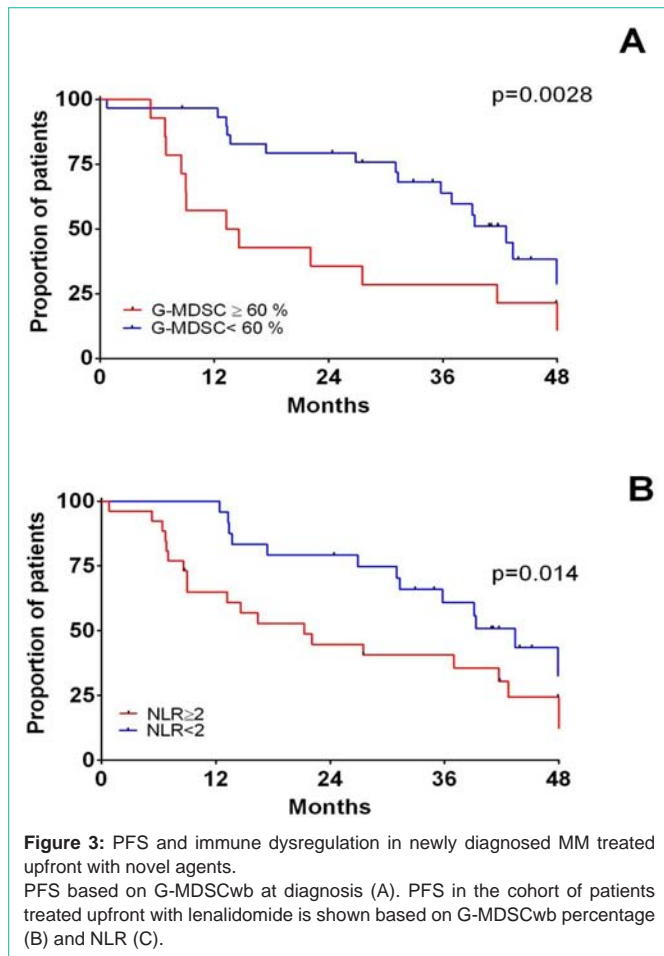 A
p=0.0028
Proportion of patients
100
75
50
25
0
G-MDSC ≥ 60 %
G-MDSC< 60 %
0 12 24 36 48
Months
B
p=0.014
Proportion of patients
100
75
50
25
0
NLR≥2
NLR<2
0 12 24 36 48
Months
Figure 3: PFS and immune dysregulation in newly diagnosed MM treated
upfront with novel agents.
PFS based on G-MDSCwb at diagnosis (A). PFS in the cohort of patients
treated upfront with lenalidomide is shown based on G-MDSCwb percentage
(B) and NLR (C).